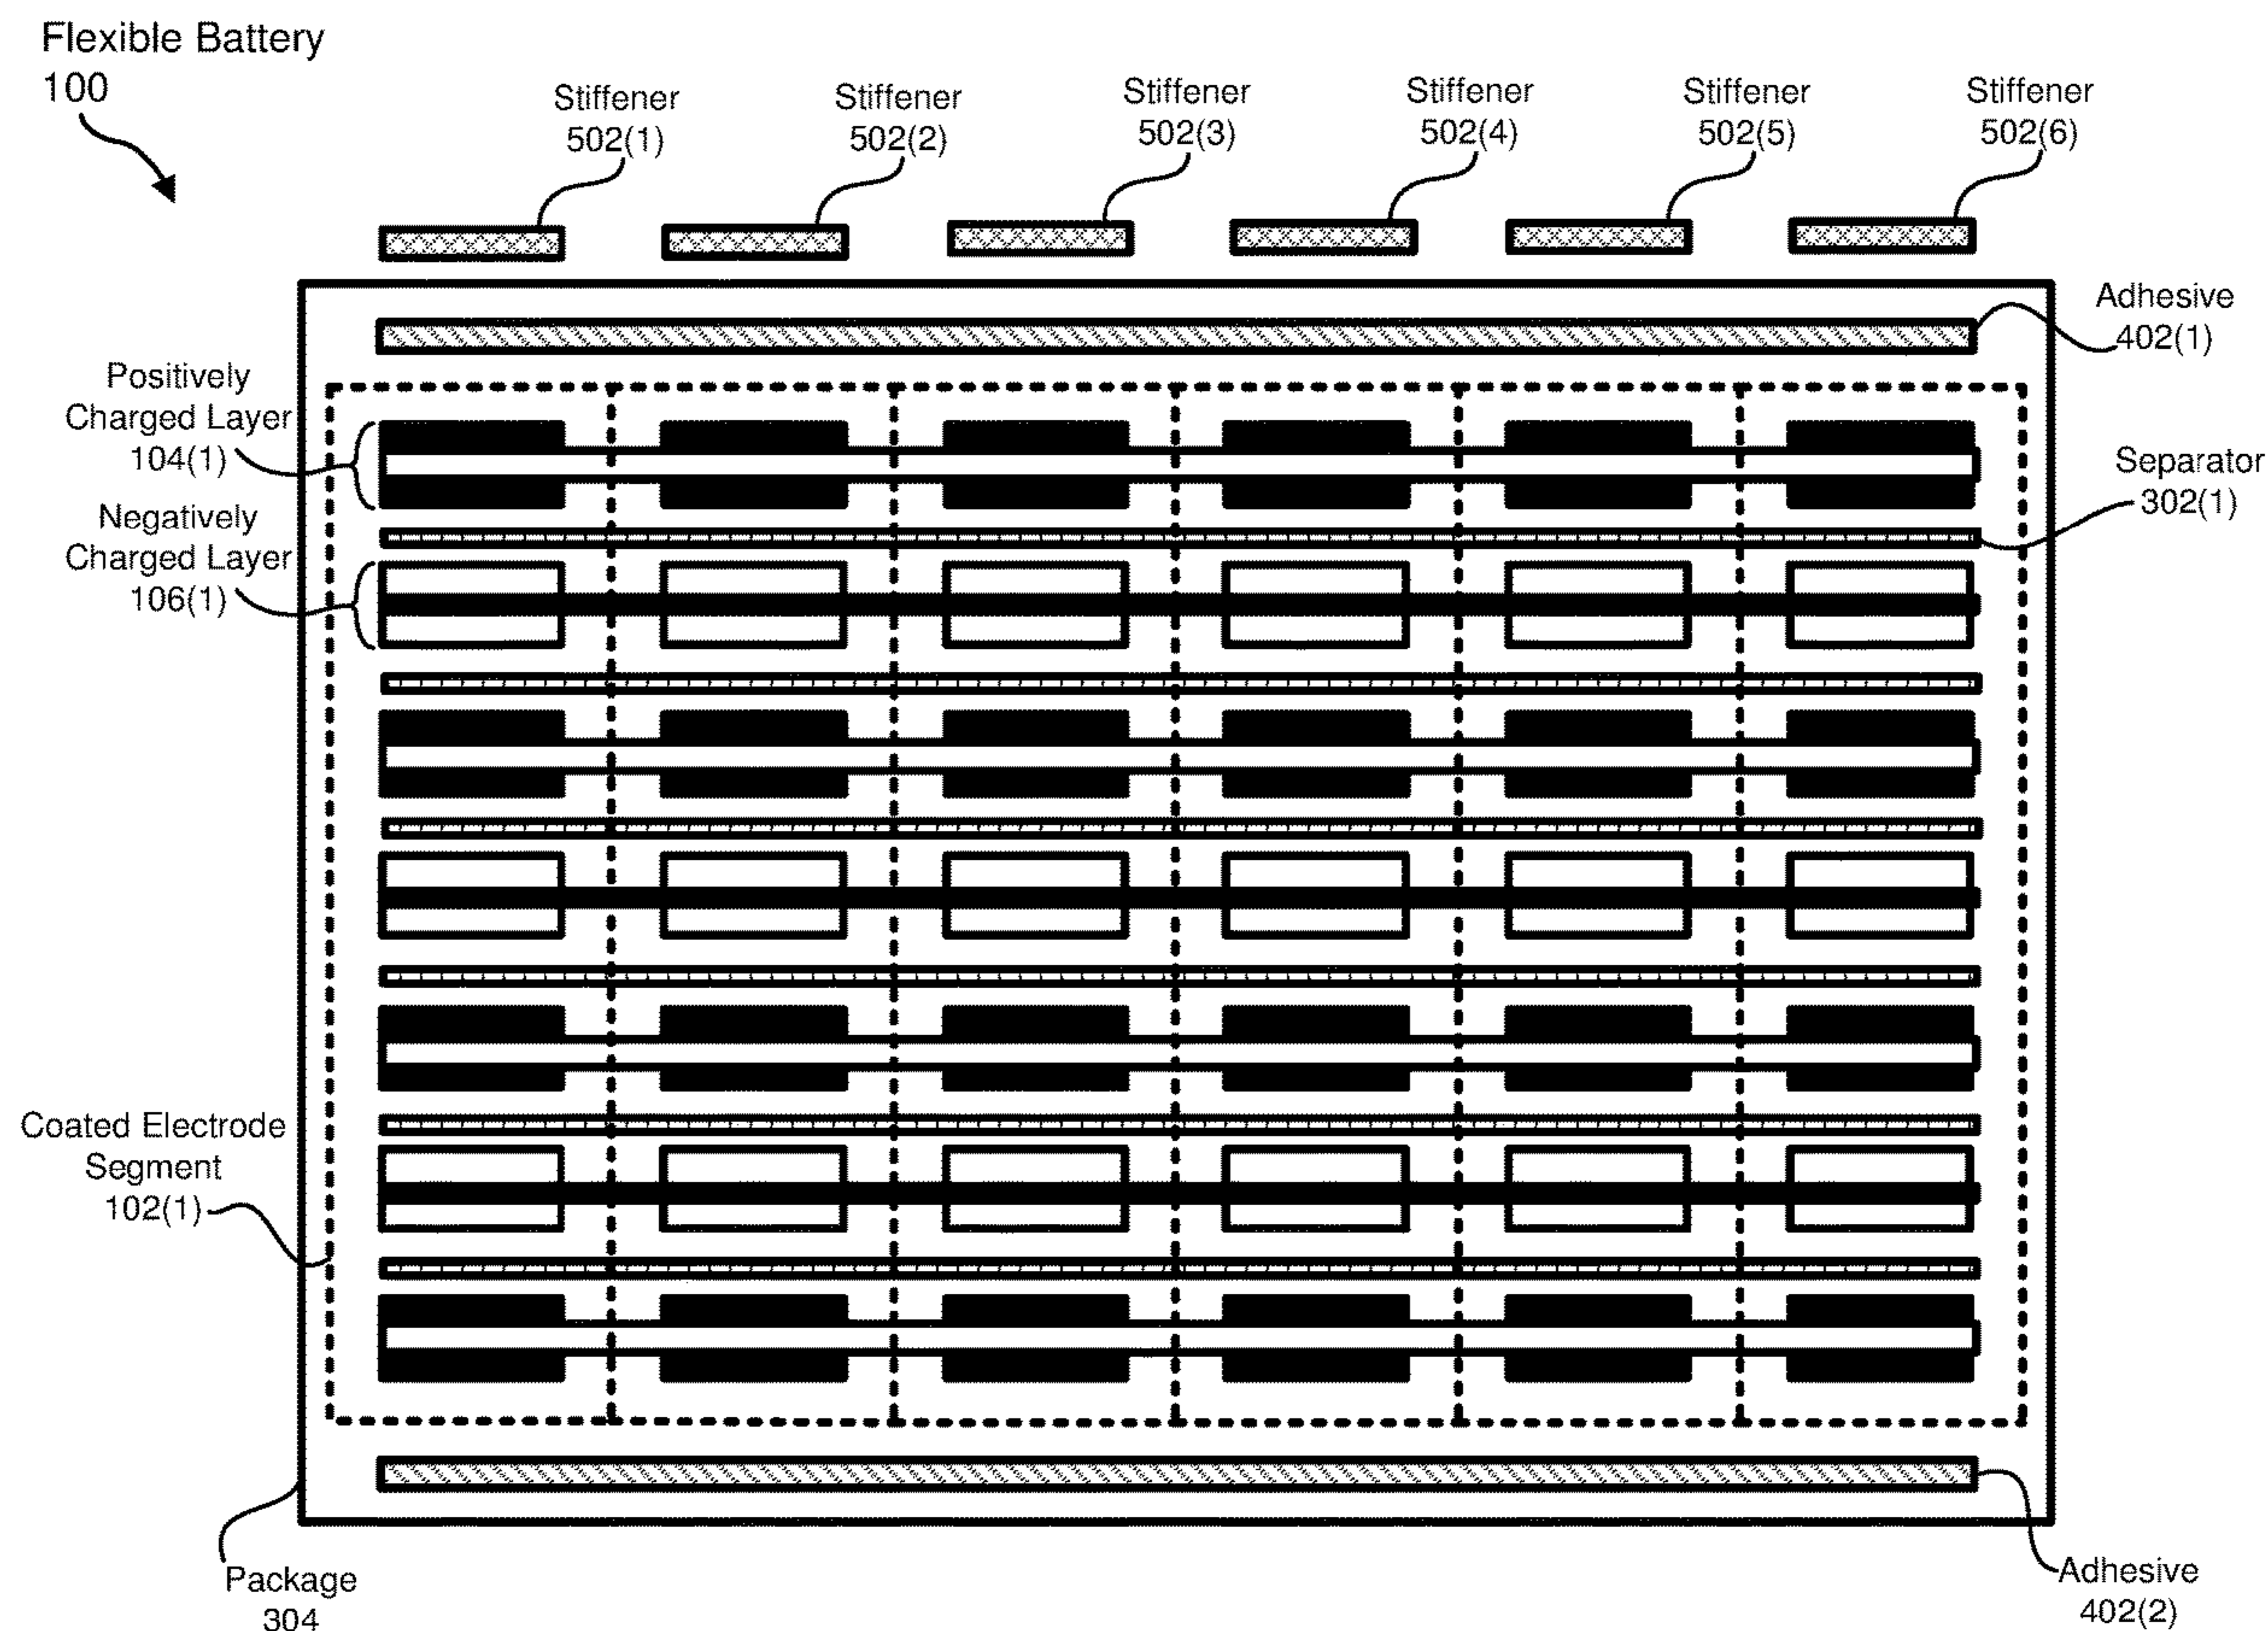 Flexible Battery
100
Stiffener
502(1)
Stiffener
502(2)
Stiffener
502(3)
Stiffener
502(4)
Stiffener
502(5)
Stiffener
502(6)
Adhesive
402(1)
Positively
Charged Layer
104(1)
Separator
302(1)
Negatively
Charged Layer
106(1)
Coated Electrode
Segment
102(1)
Package
304
Adhesive
402(2)